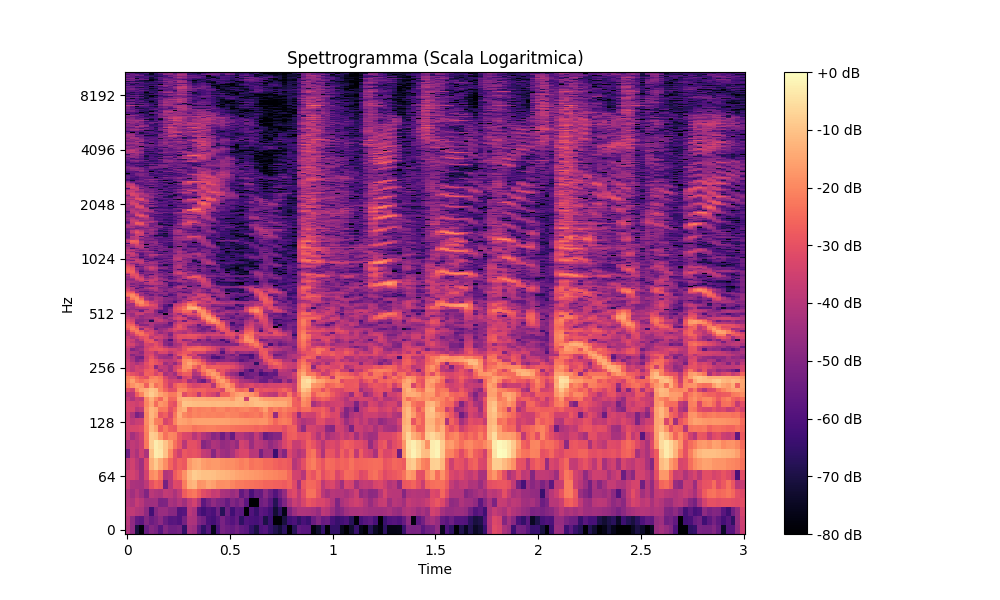 Spettrogramma (Scala Logaritmica)
Hz
8192
4096
2048
1024
512
256
128
64
0
0 0.5 1 1.5 2 2.5 3
Time
+0 dB
-10 dB
-20 dB
-30 dB
-40 dB
-50 dB
-60 dB
-70 dB
-80 dB